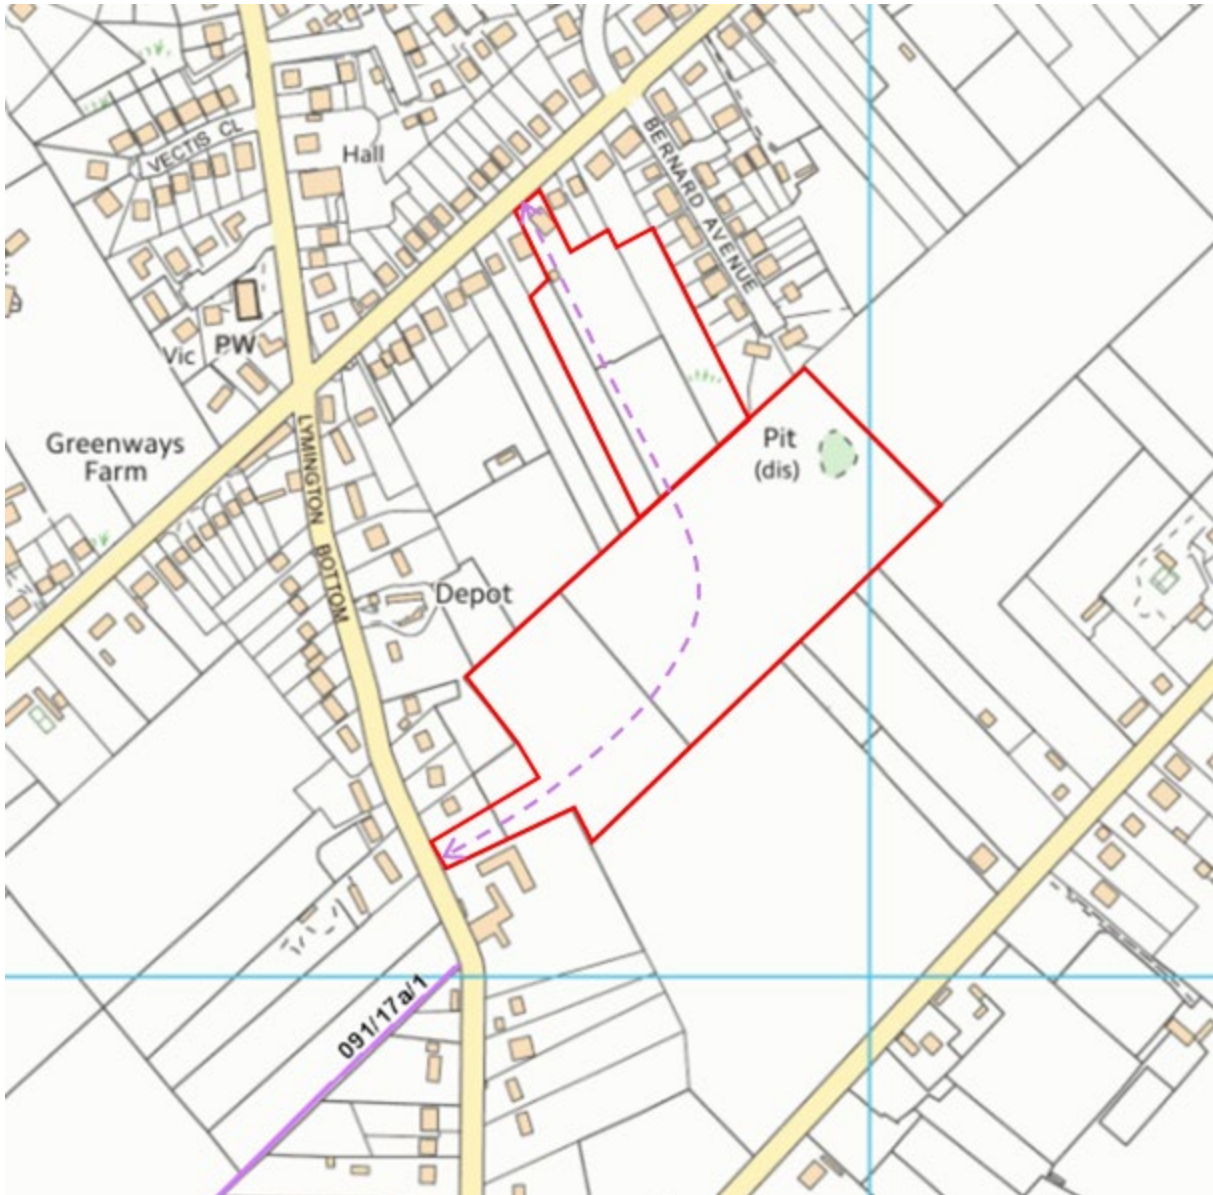 VECTIS CL
Hall
BERNARD AVENUE
Vic
PW
Greenways
Farm
LYMINGTON BOTTOM
Pit
(dis)
Depot
091/17a/1